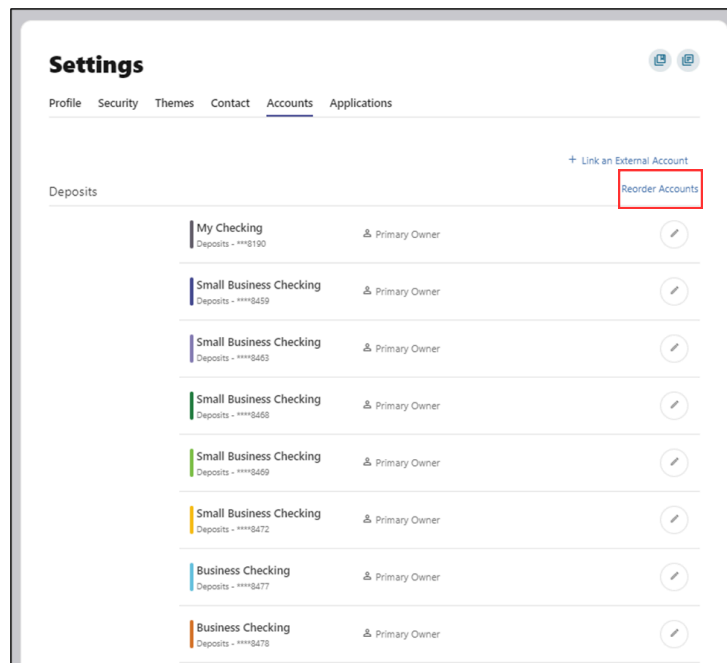 Settings
Profile Security Themes Contact Accounts Applications
+ Link an External Account
Deposits
Reorder Accounts
My Checking
Deposits - ***8190
Primary Owner
Small Business Checking
Deposits - ****8459
Primary Owner
Small Business Checking
Deposits - ****8463
Primary Owner
Small Business Checking
Deposits - ****8468
Primary Owner
Small Business Checking
Deposits - ****8469
Primary Owner
Small Business Checking
Deposits - ****8472
Primary Owner
Business Checking
Deposits - ****8477
Primary Owner
Business Checking
Deposits - ****8478
Primary Owner